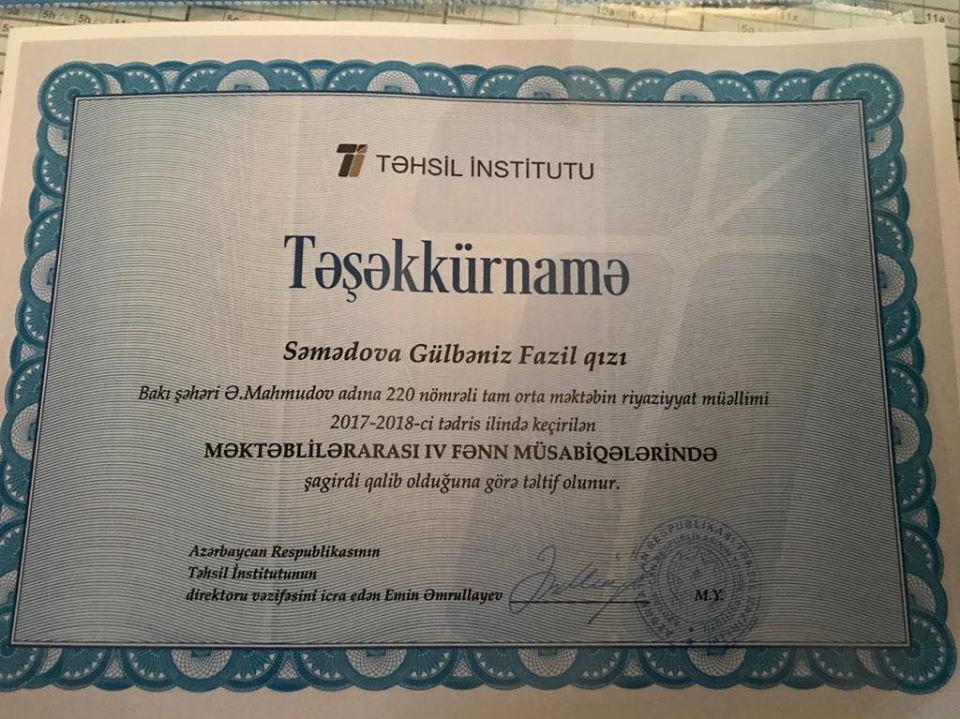 TƏHSİL İNSTİTUTU
Təşəkkürnamə
Səmədova Gülbəniz Fazil qızı
Bakı şəhəri Ə.Mahmudov adına 220 nömrəli tam orta məktəbin riyaziyyat müəllimi
2017-2018-ci tədris ilində keçirilən
MƏKTƏBLİLƏRARASI IV FƏNN MÜSABİQƏLƏRİNDƏ
şagirdi qalib olduğuna görə təltif olunur.
Azərbaycan Respublikasının
Təhsil İnstitutunun
direktoru vəzifəsini icra edən Emin Əmrullayev
M.Y.